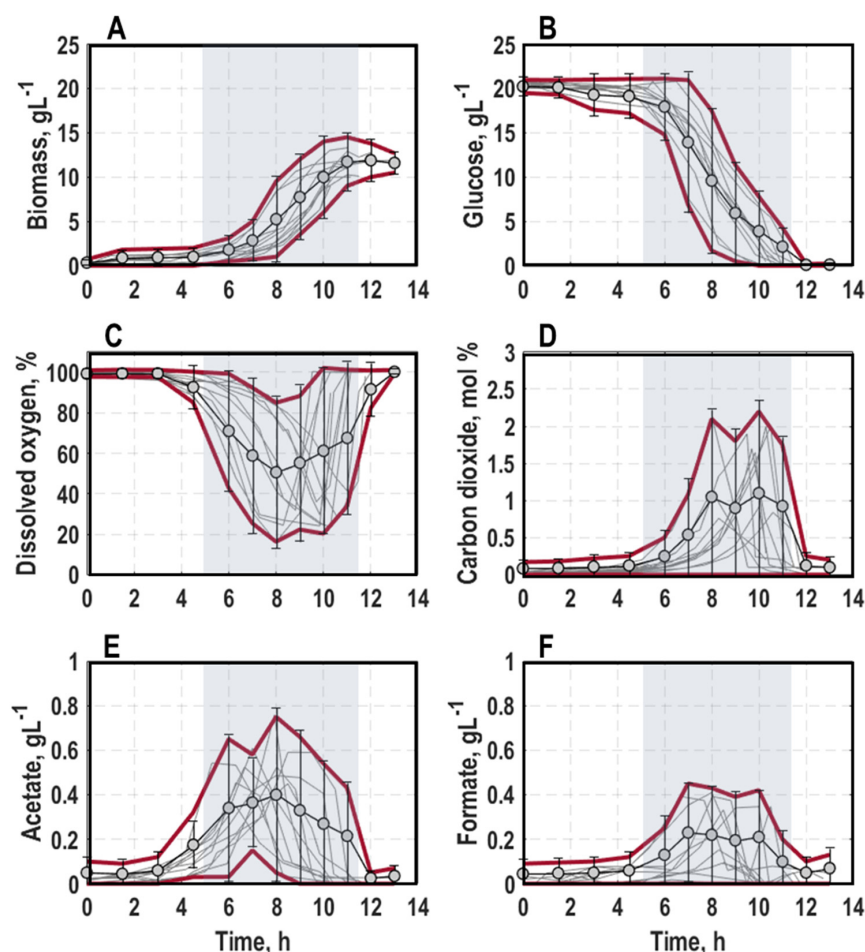 A
B
Biomass, gL⁻¹
25
20
15
10
5
0
0 2 4 6 8 10 12 14
Glucose, gL⁻¹
25
20
15
10
5
0
0 2 4 6 8 10 12 14
C
D
Dissolved oxygen, %
100
80
60
40
20
0
0 2 4 6 8 10 12 14
Carbon dioxide, mol %
3
2.5
2
1.5
1
0.5
0
0 2 4 6 8 10 12 14
E
F
Acetate, gL⁻¹
1
0.8
0.6
0.4
0.2
0
0 2 4 6 8 10 12 14
Time, h
Formate, gL⁻¹
1
0.8
0.6
0.4
0.2
0
0 2 4 6 8 10 12 14
Time, h